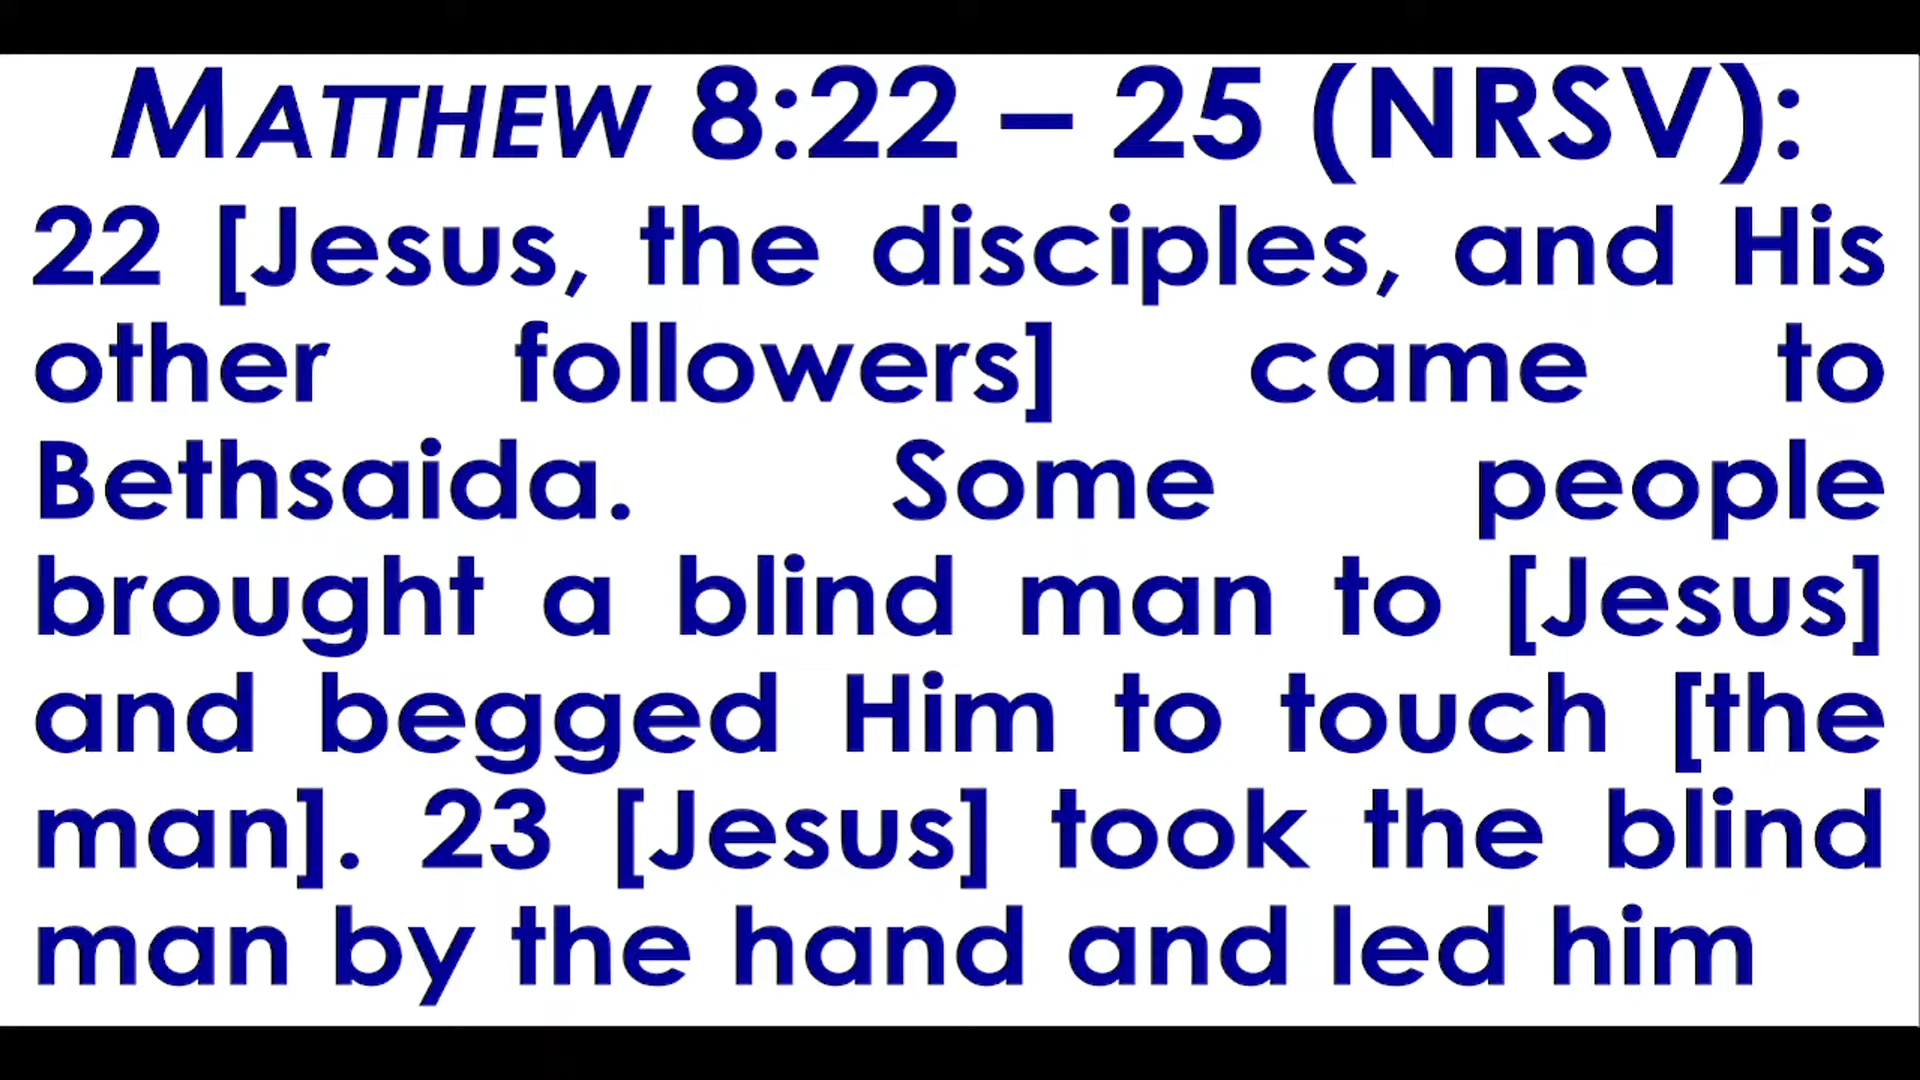 MATTHEW 8:22 – 25 (NRSV):
22 [Jesus, the disciples, and His
other followers] came to
Bethsaida. Some people
brought a blind man to [Jesus]
and begged Him to touch [the
man]. 23 [Jesus] took the blind
man by the hand and led him